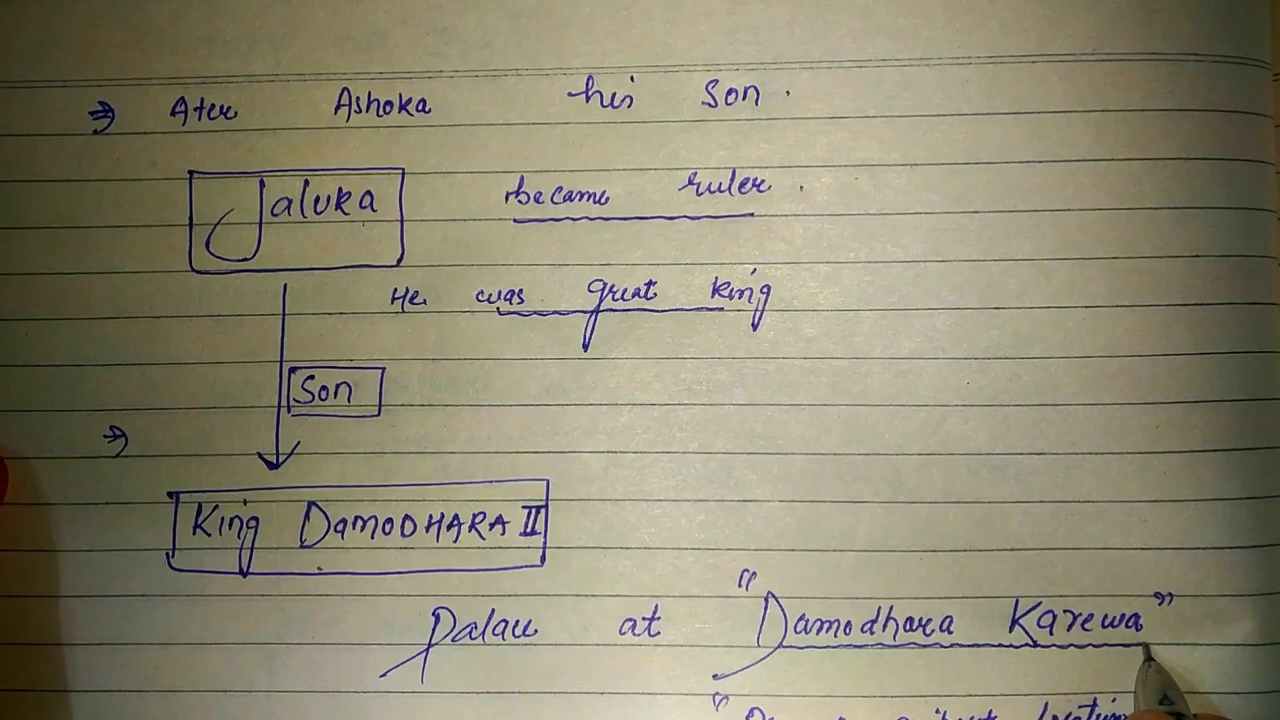 ⇒ Ater Ashoka his son.
Jaluka became ruler.
He was great king
Son
⇒
King DAMODHARA II
Palace at "Damodhara Karewa"